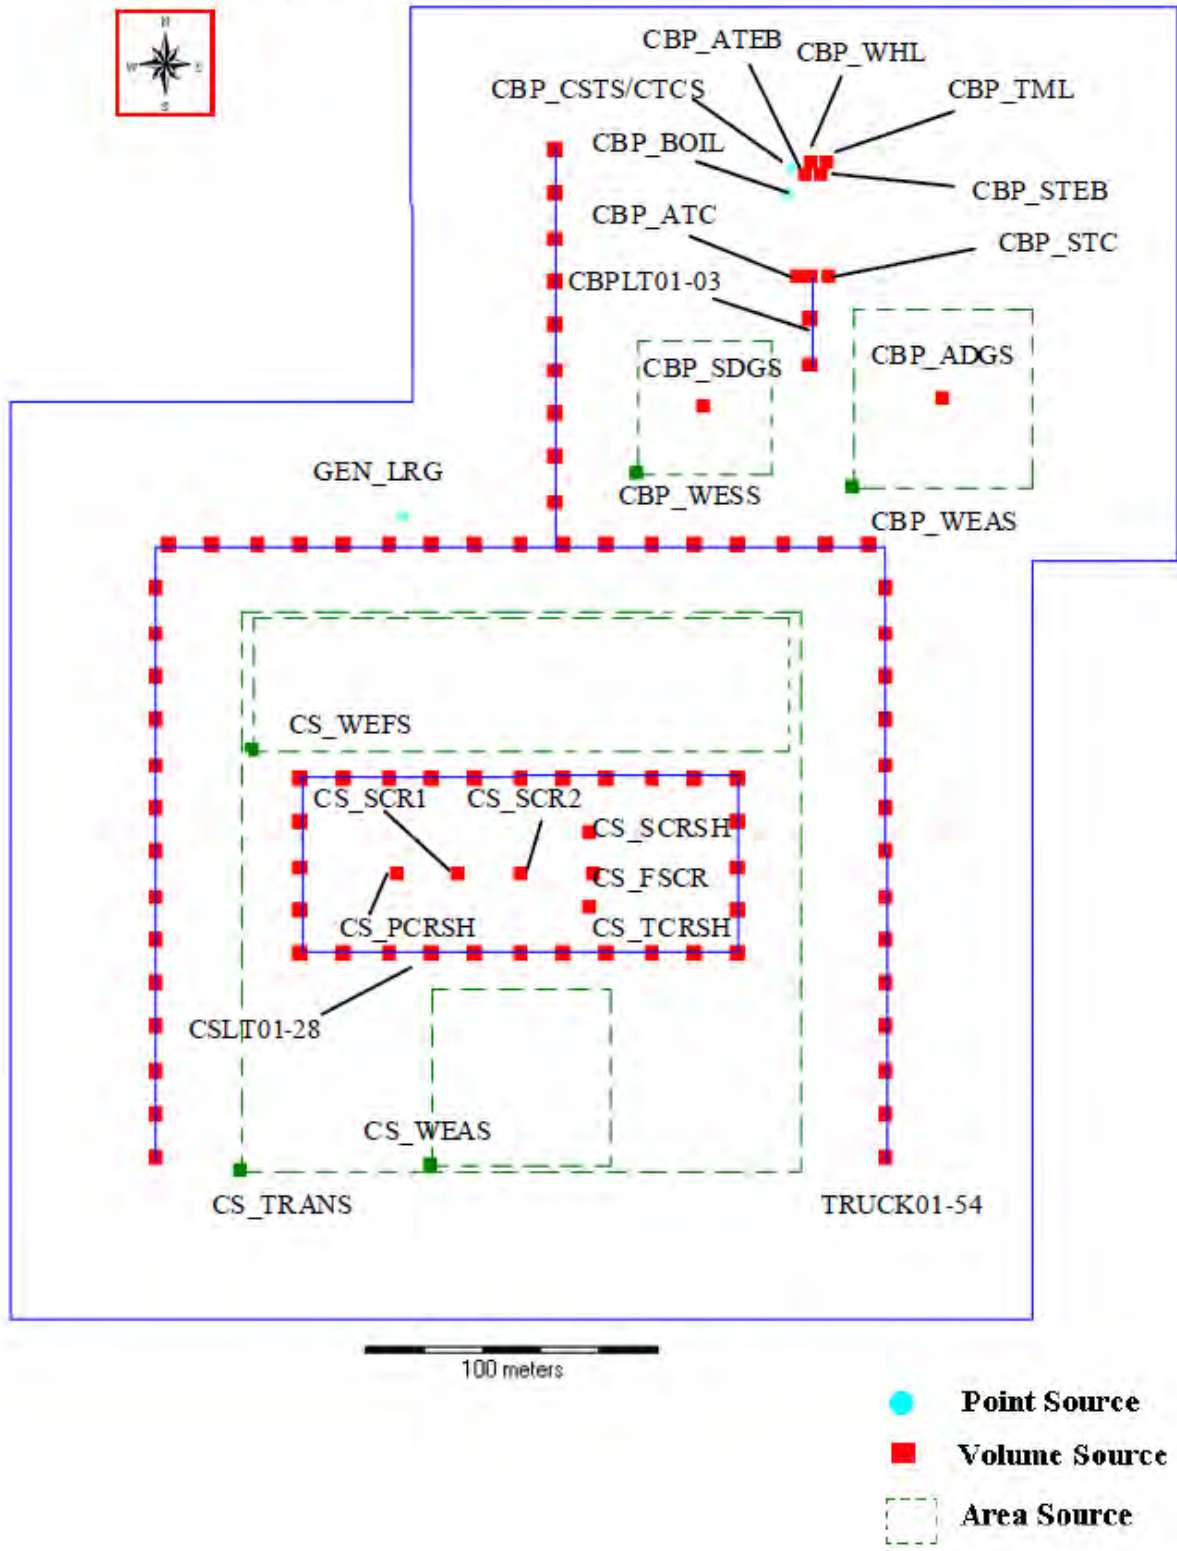 N
W E
S
CBP_ATEB
CBP_WHL
CBP_CSTS/CTCS
CBP_TML
CBP_BOIL
CBP_STEB
CBP_ATC
CBP_STC
CBPLT01-03
CBP_SDGS
CBP_ADGS
GEN_LRG
CBP_WESS
CBP_WEAS
CS_WEFS
CS_SCR1
CS_SCR2
CS_SCRSH
CS_FSCR
CS_PCRSH
CS_TCRSH
CSLT01-28
CS_WEAS
CS_TRANS
TRUCK01-54
100 meters
Point Source
Volume Source
Area Source